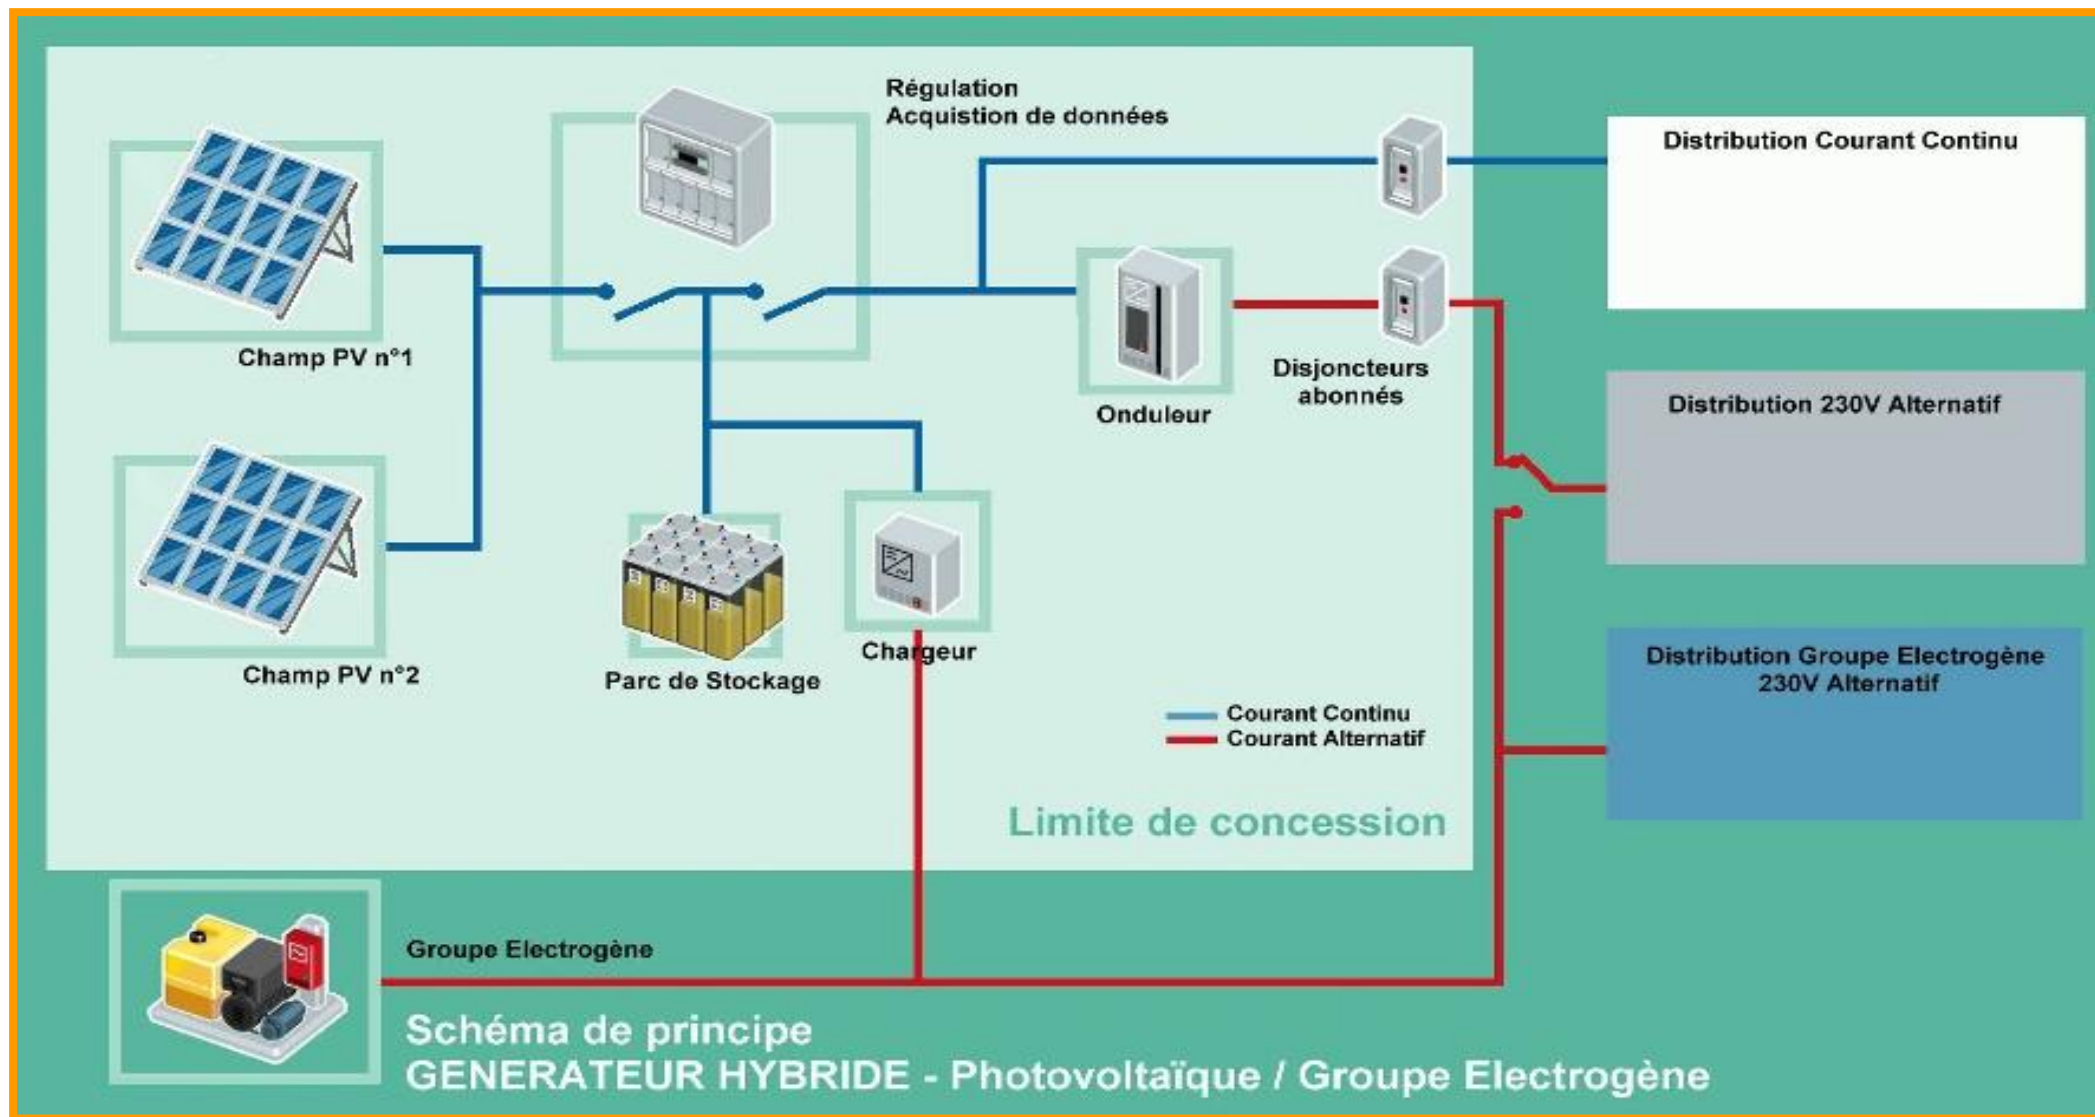 Régulation
Acquistion de données
Distribution Courant Continu
Champ PV n°1
Onduleur
Disjoncteurs
abonnés
Distribution 230V Alternatif
Champ PV n°2
Parc de Stockage
Chargeur
Distribution Groupe Electrogène
230V Alternatif
Courant Continu
Courant Alternatif
Limite de concession
Groupe Electrogène
Schéma de principe
GENERATEUR HYBRIDE - Photovoltaïque / Groupe Electrogène